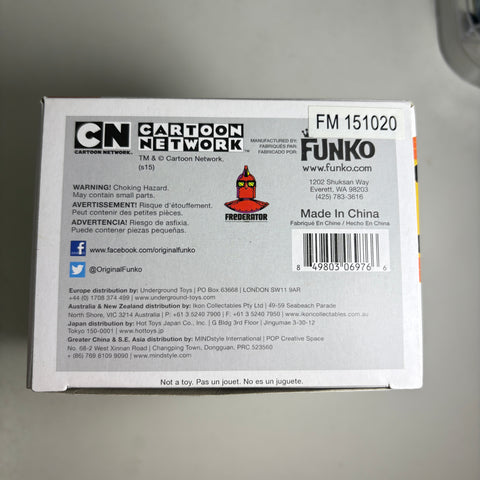 FM 151020
CN
CARTOON NETWORK.
CARTOON
NETWORK™
TM & © Cartoon Network.
(s15)
MANUFACTURED BY:
FABRIQUÉS PAR:
FABRICADO POR:
FUNKO
www.funko.com
1202 Shuksan Way
Everett, WA 98203
(425) 783-3616
WARNING! Choking Hazard.
May contain small parts.
AVERTISSEMENT! Risque d'étouffement.
Peut contenir des petites pièces.
ADVERTENCIA! Riesgo de asfixia.
Puede contener piezas pequeñas.
FREDERATOR
Made In China
Fabriqué En Chine / Hecho En China
8 49803 06976 6
f www.facebook.com/originalfunko
@OriginalFunko
Europe distribution by: Underground Toys | PO Box 63668 | LONDON SW11 9AR
+44 (0) 1708 374 499 | www.underground-toys.com
Australia & New Zealand distribution by: Ikon Collectables Pty Ltd | 49-59 Seabeach Parade
North Shore, VIC 3214 Australia | P: +61 3 5240 7900 | F: +61 3 5240 7950 | www.ikoncollectables.com
Japan distribution by: Hot Toys Japan Co., Inc. | G Bldg 3rd Floor | Jingumae 3-30-12
Tokyo 150-0001 | www.hottoys.jp
Greater China & S.E. Asia distribution by: MINDstyle International | POP Creative Space
No. 68-2 West Xinnan Road | Changping Town, Dongguan, PRC 523560
+ (86) 769 8109 9090 | www.mindstyle.com
Not a toy. Pas un jouet. No es un juguete.